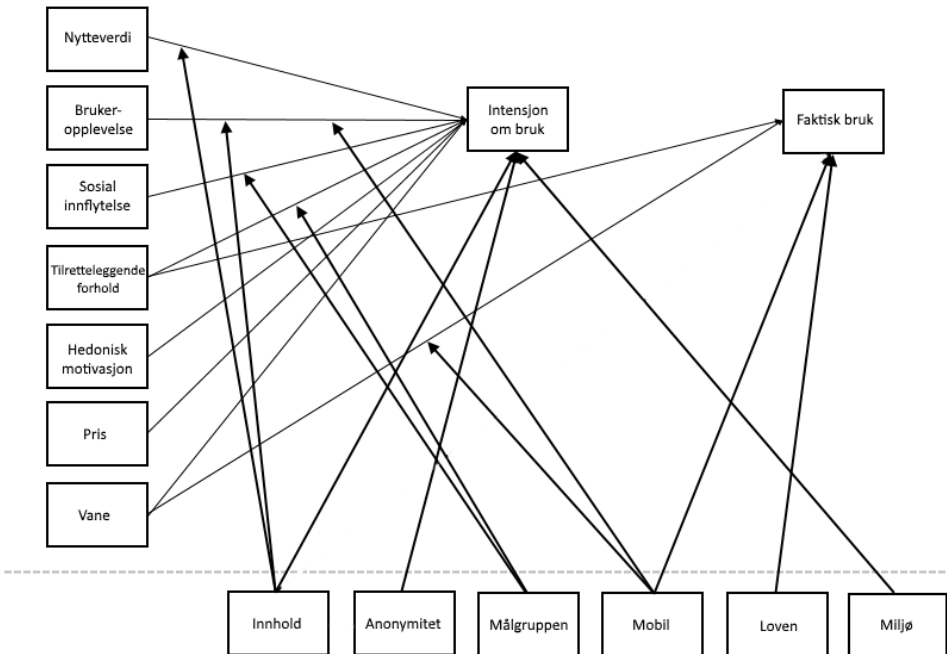 Nytteverdi
Bruker-
opplevelse
Sosial
innflytelse
Tilretteleggende
forhold
Hedonisk
motivasjon
Pris
Vane
Intensjon
om bruk
Faktisk bruk
Innhold
Anonymitet
Målgruppen
Mobil
Loven
Miljø